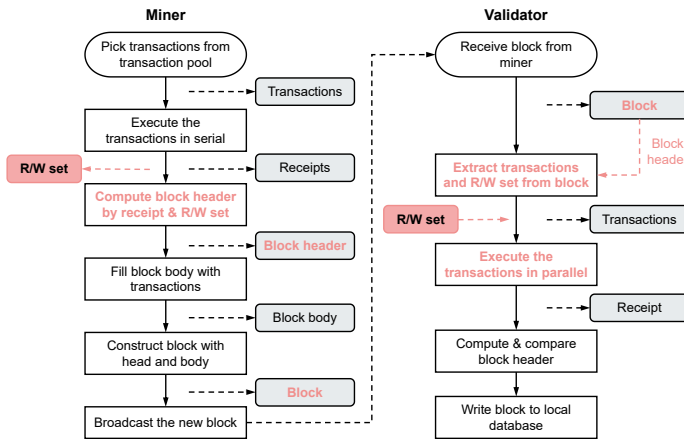 Miner
Pick transactions from
transaction pool
Transactions
Execute the
transactions in serial
R/W set
Receipts
Compute block header
by receipt & R/W set
Block header
Fill block body with
transactions
Block body
Construct block with
head and body
Block
Broadcast the new block
Validator
Receive block from
miner
Block
Block
header
Extract transactions
and R/W set from block
R/W set
Transactions
Execute the
transactions in parallel
Receipt
Compute & compare
block header
Write block to local
database